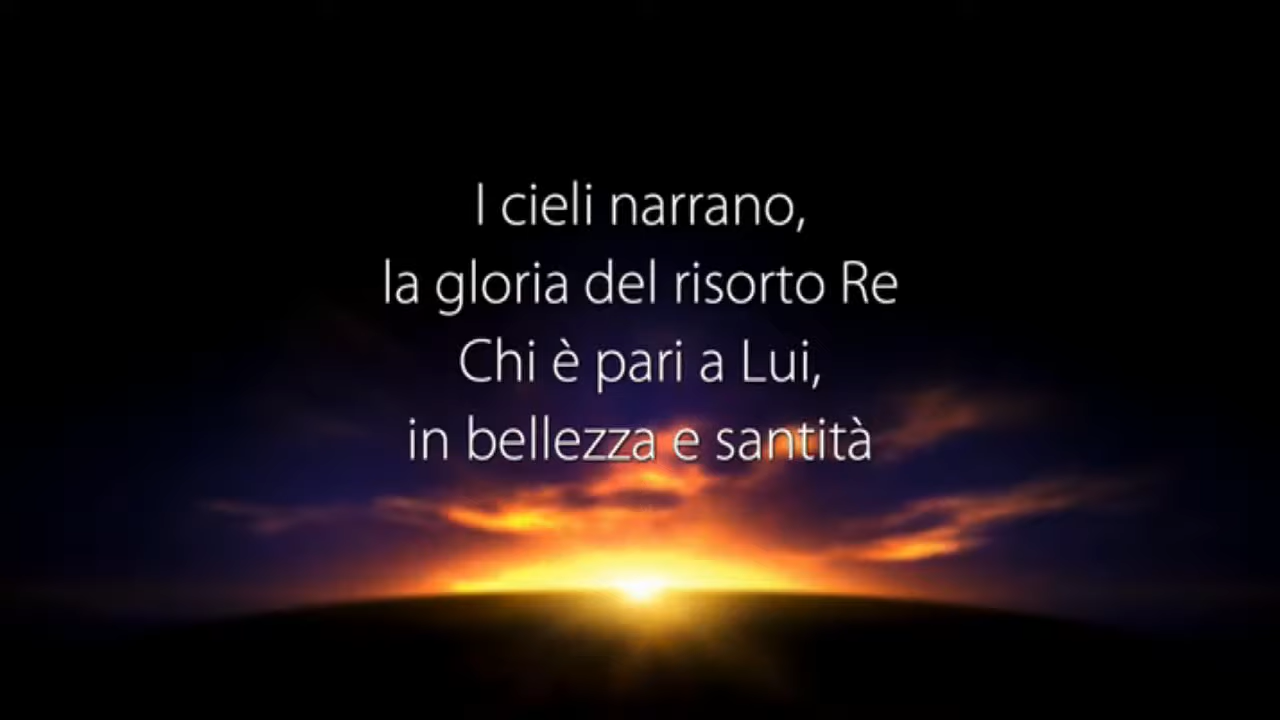 I cieli narrano,
la gloria del risorto Re
Chi è pari a Lui,
in bellezza e santità